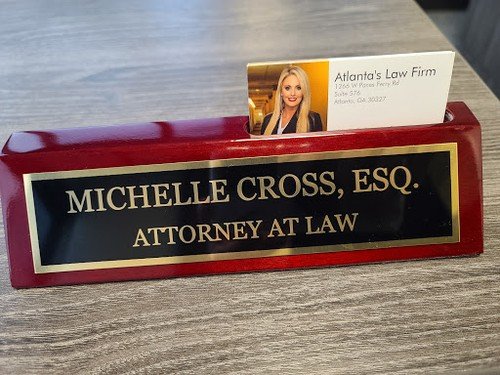 Atlanta's Law Firm
1266 W Paces Ferry Rd
Suite 576
Atlanta, GA 30327
MICHELLE CROSS, ESQ.
ATTORNEY AT LAW